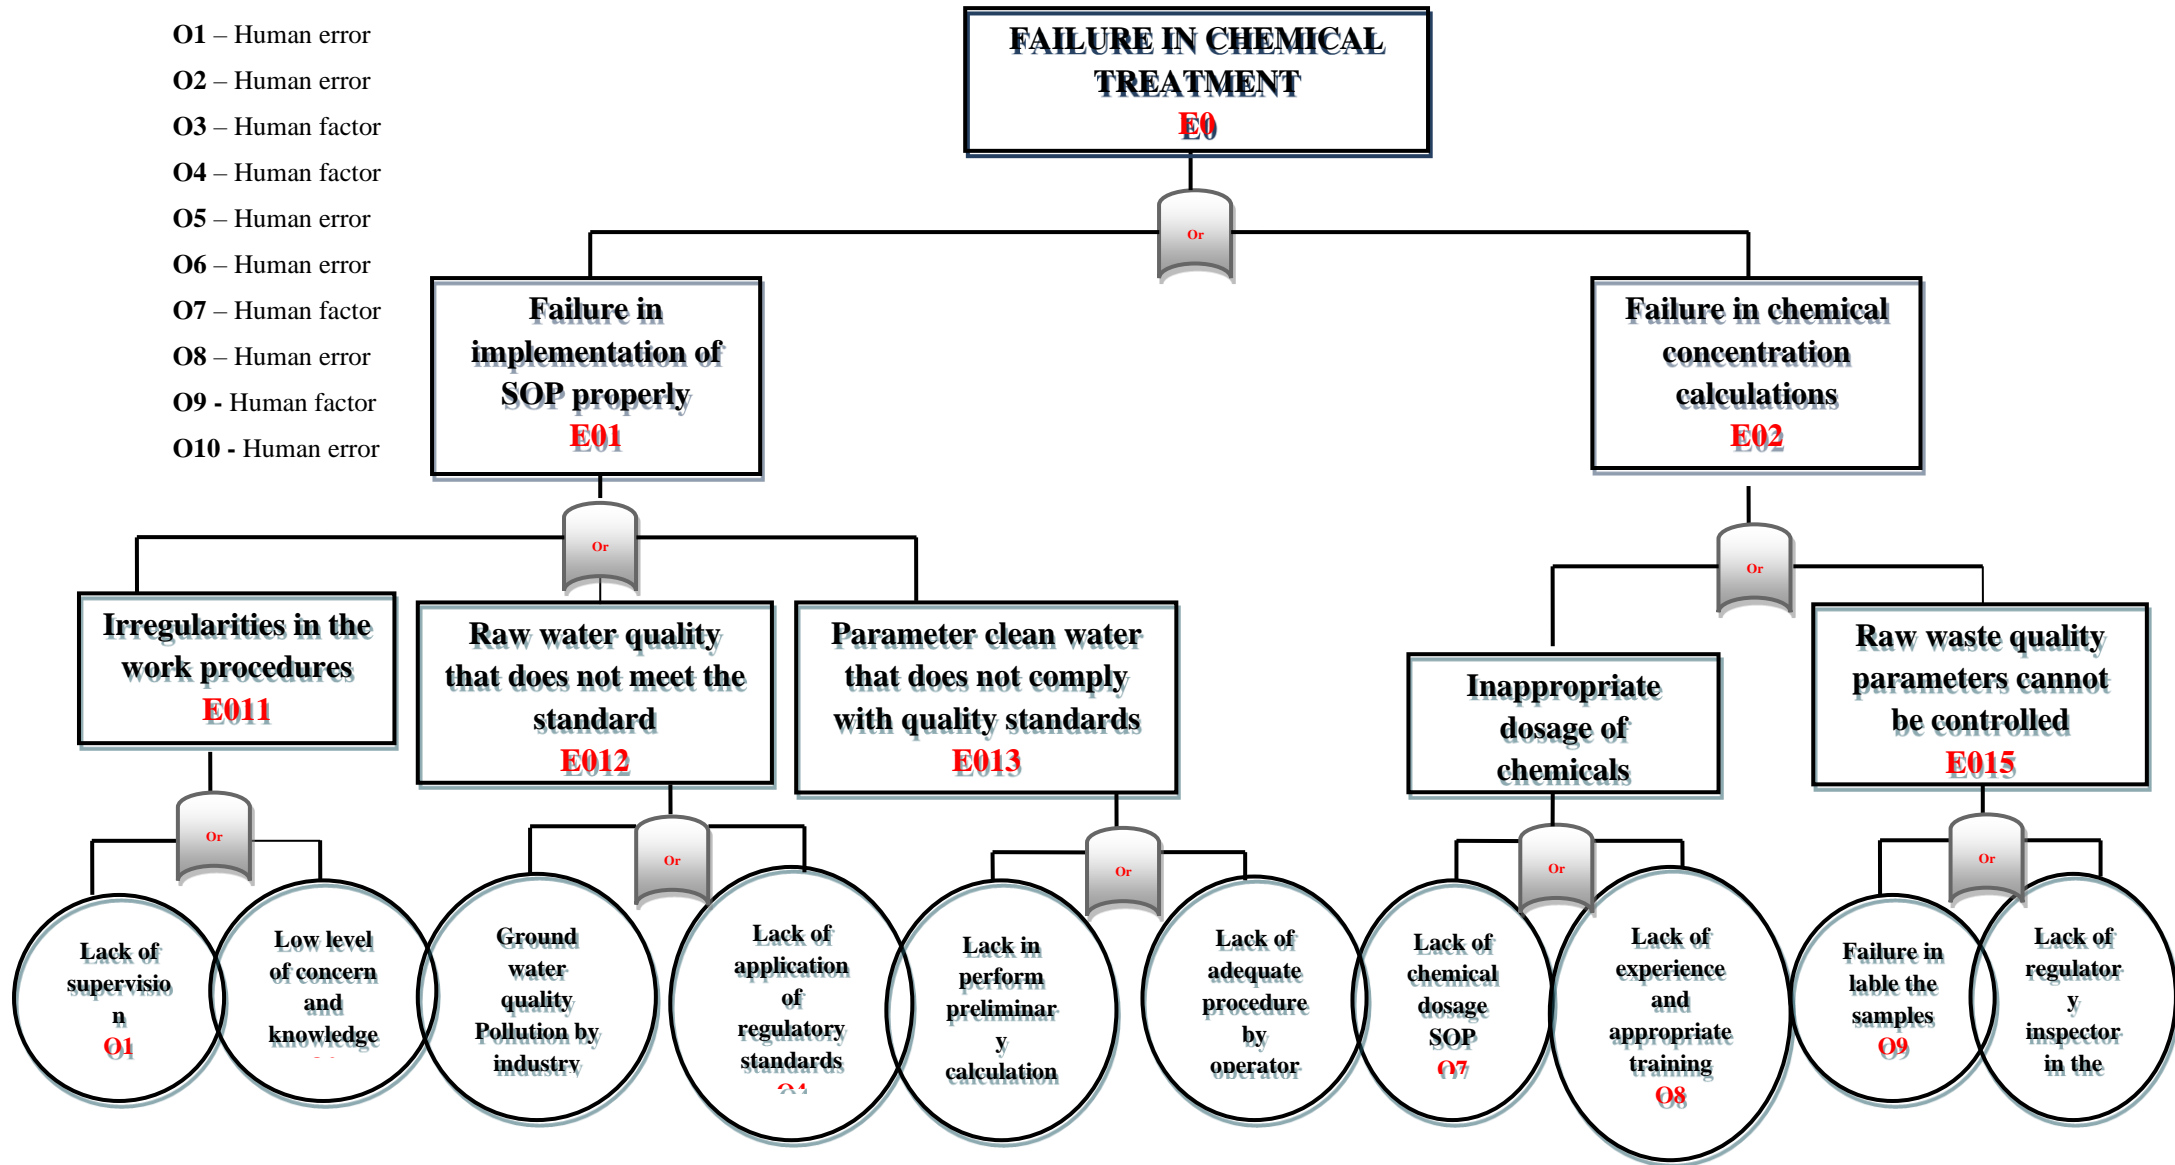 O1 – Human error
O2 – Human error
O3 – Human factor
O4 – Human factor
O5 – Human error
O6 – Human error
O7 – Human factor
O8 – Human error
O9 - Human factor
O10 - Human error
FAILURE IN CHEMICAL
TREATMENT
E0
Or
Failure in
implementation of
SOP properly
E01
Failure in chemical
concentration
calculations
E02
Or
Or
Irregularities in the
work procedures
E011
Raw water quality
that does not meet the
standard
E012
Parameter clean water
that does not comply
with quality standards
E013
Inappropriate
dosage of
chemicals
Raw waste quality
parameters cannot
be controlled
E015
Or
Or
Or
Or
Or
Lack of
supervisio
n
O1
Low level
of concern
and
knowledge
Ground
water
quality
Pollution by
industry
Lack of
application
of
regulatory
standards
O4
Lack in
perform
preliminar
y
calculation
Lack of
adequate
procedure
by
operator
Lack of
chemical
dosage
SOP
O7
Lack of
experience
and
appropriate
training
O8
Failure in
lable the
samples
O9
Lack of
regulator
y
inspector
in the